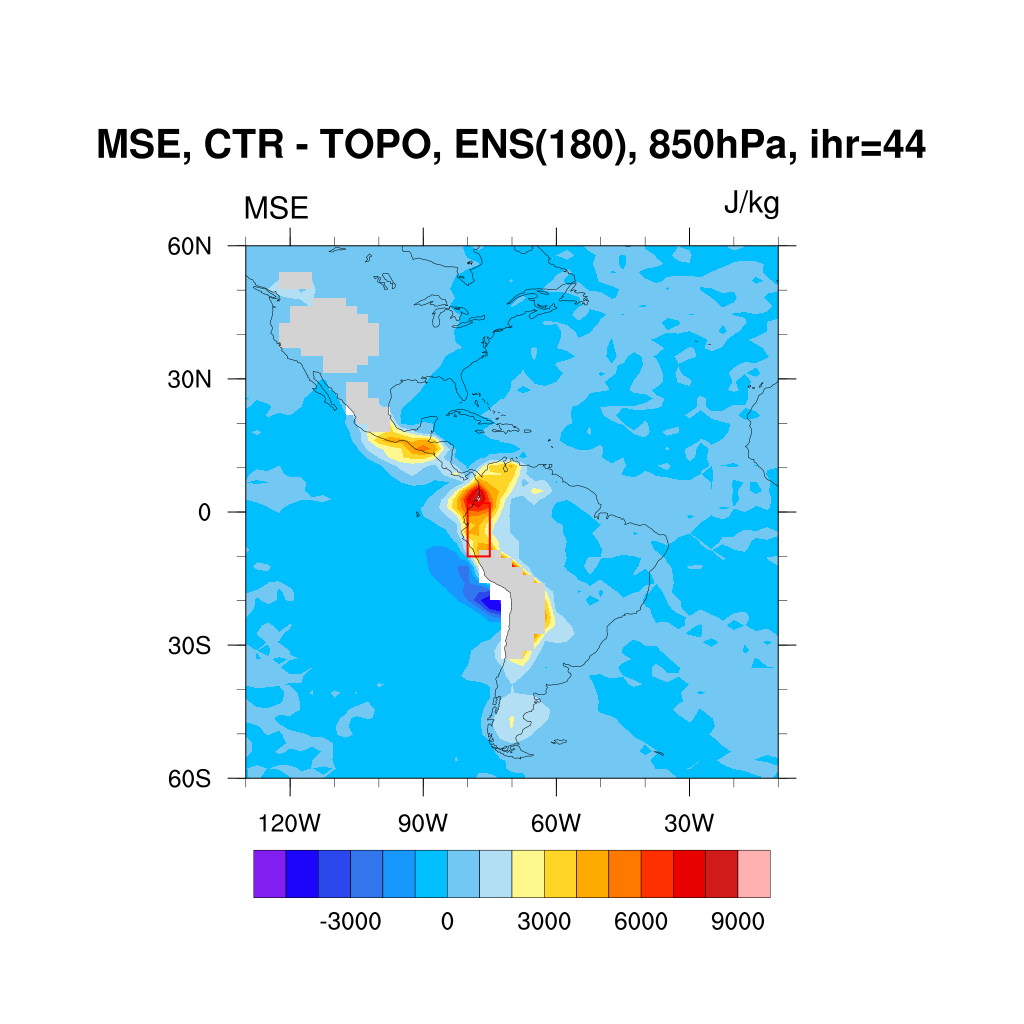 MSE, CTR - TOPO, ENS(180), 850hPa, ihr=44
MSE J/kg
60N
30N
0
30S
60S
120W 90W 60W 30W
-3000 0 3000 6000 9000